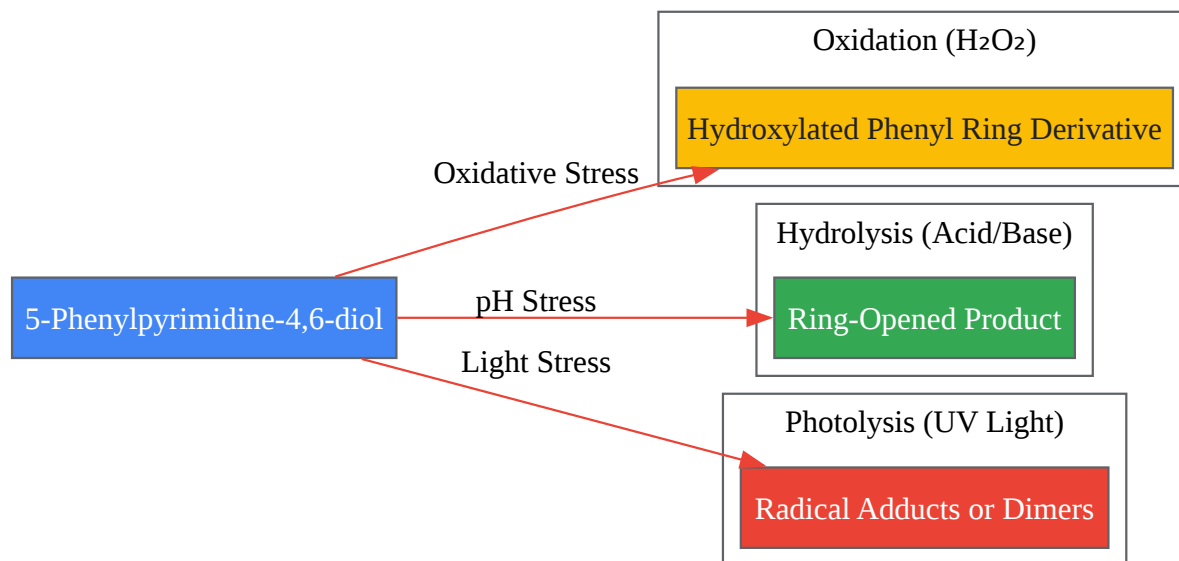 Oxidation (H₂O₂)
Hydroxylated Phenyl Ring Derivative
Oxidative Stress
Hydrolysis (Acid/Base)
5-Phenylpyrimidine-4,6-diol
pH Stress
Ring-Opened Product
Light Stress
Photolysis (UV Light)
Radical Adducts or Dimers